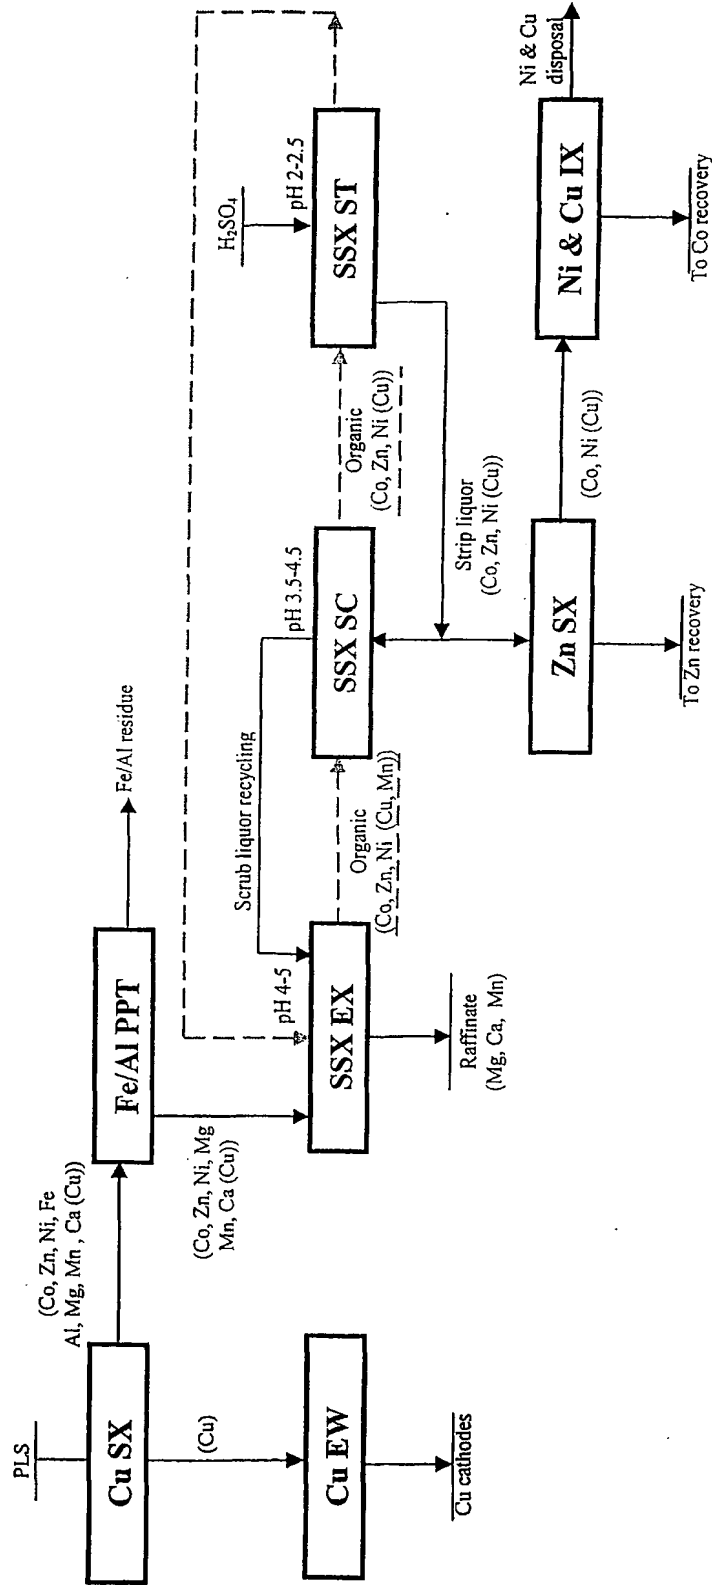 PLS
Cu SX
(Cu)
Cu EW
Cu cathodes
(Co, Zn, Ni, Fe
Al, Mg, Mn , Ca (Cu))
Fe/Al PPT
Fe/Al residue
(Co, Zn, Ni, Mg
Mn, Ca (Cu))
pH 4-5
SSX EX
Raffinate
(Mg, Ca, Mn)
Scrub liquor recycling
Organic
(Co, Zn, Ni (Cu, Mn))
pH 3.5-4.5
SSX SC
Organic
(Co, Zn, Ni (Cu))
H₂SO₄
pH 2-2.5
SSX ST
Strip liquor
(Co, Zn, Ni (Cu))
Zn SX
To Zn recovery
(Co, Ni (Cu))
Ni & Cu IX
Ni & Cu
disposal
To Co recovery